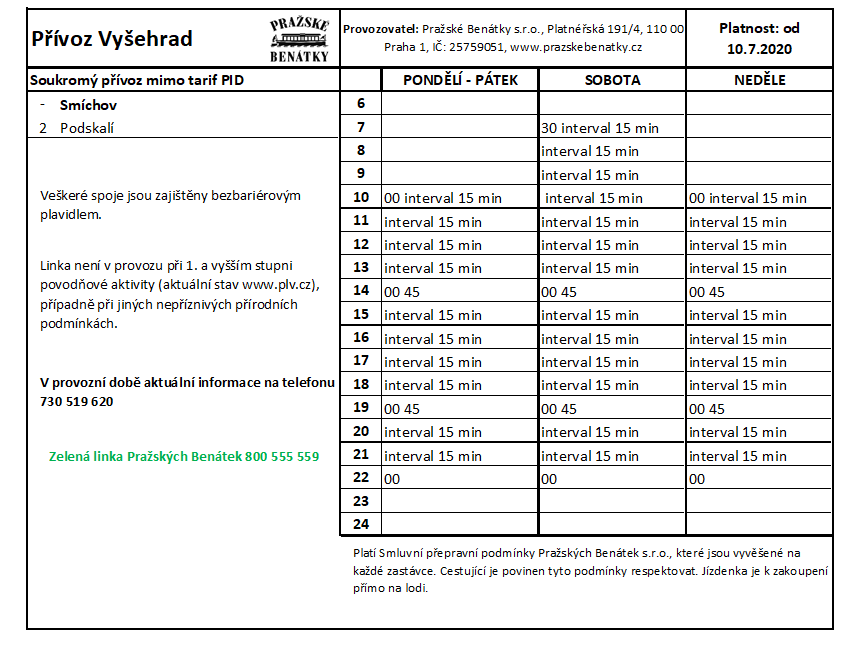 Přívoz Vyšehrad
PRAŽSKÉ
BENÁTKY
Provozovatel: Pražské Benátky s.r.o., Platnéřská 191/4, 110 00
Praha 1, IČ: 25759051, www.prazskebenatky.cz
Platnost: od
10.7.2020
Soukromý přívoz mimo tarif PID
PONDĚLÍ - PÁTEK SOBOTA NEDĚLE
- Smíchov
2 Podskalí
Veškeré spoje jsou zajištěny bezbariérovým
plavidlem.
Linka není v provozu při 1. a vyšším stupni
povodňové aktivity (aktuální stav www.plv.cz),
případně při jiných nepříznivých přírodních
podmínkách.
V provozní době aktuální informace na telefonu
730 519 620
Zelená linka Pražských Benátek 800 555 559
6
7 30 interval 15 min
8 interval 15 min
9 interval 15 min
10 00 interval 15 min interval 15 min 00 interval 15 min
11 interval 15 min interval 15 min interval 15 min
12 interval 15 min interval 15 min interval 15 min
13 interval 15 min interval 15 min interval 15 min
14 00 45 00 45 00 45
15 interval 15 min interval 15 min interval 15 min
16 interval 15 min interval 15 min interval 15 min
17 interval 15 min interval 15 min interval 15 min
18 interval 15 min interval 15 min interval 15 min
19 00 45 00 45 00 45
20 interval 15 min interval 15 min interval 15 min
21 interval 15 min interval 15 min interval 15 min
22 00 00 00
23
24
Platí Smluvní přepravní podmínky Pražských Benátek s.r.o., které jsou vyvěšené na
každé zastávce. Cestující je povinen tyto podmínky respektovat. Jízdenka je k zakoupení
přímo na lodi.